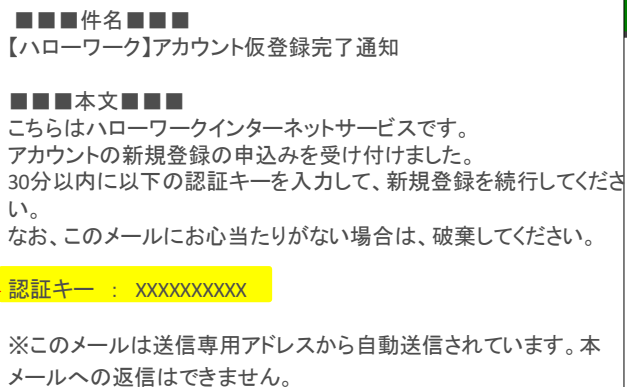 ■■■件名■■■
【ハローワーク】アカウント仮登録完了通知
■■■本文■■■
こちらはハローワークインターネットサービスです。
アカウントの新規登録の申込みを受け付けました。
30分以内に以下の認証キーを入力して、新規登録を続行してくださ
い。
なお、このメールにお心当たりがない場合は、破棄してください。
認証キー : XXXXXXXXXX
※このメールは送信専用アドレスから自動送信されています。本
メールへの返信はできません。